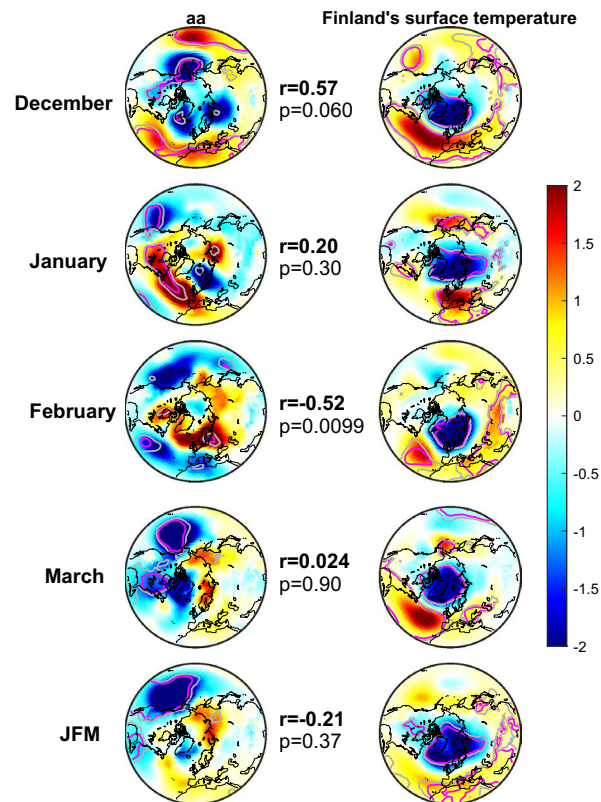 aa
Finland's surface temperature
December
r=0.57
p=0.060
January
r=0.20
p=0.30
February
r=-0.52
p=0.0099
March
r=0.024
p=0.90
JFM
r=-0.21
p=0.37
2
1.5
1
0.5
0
-0.5
-1
-1.5
-2